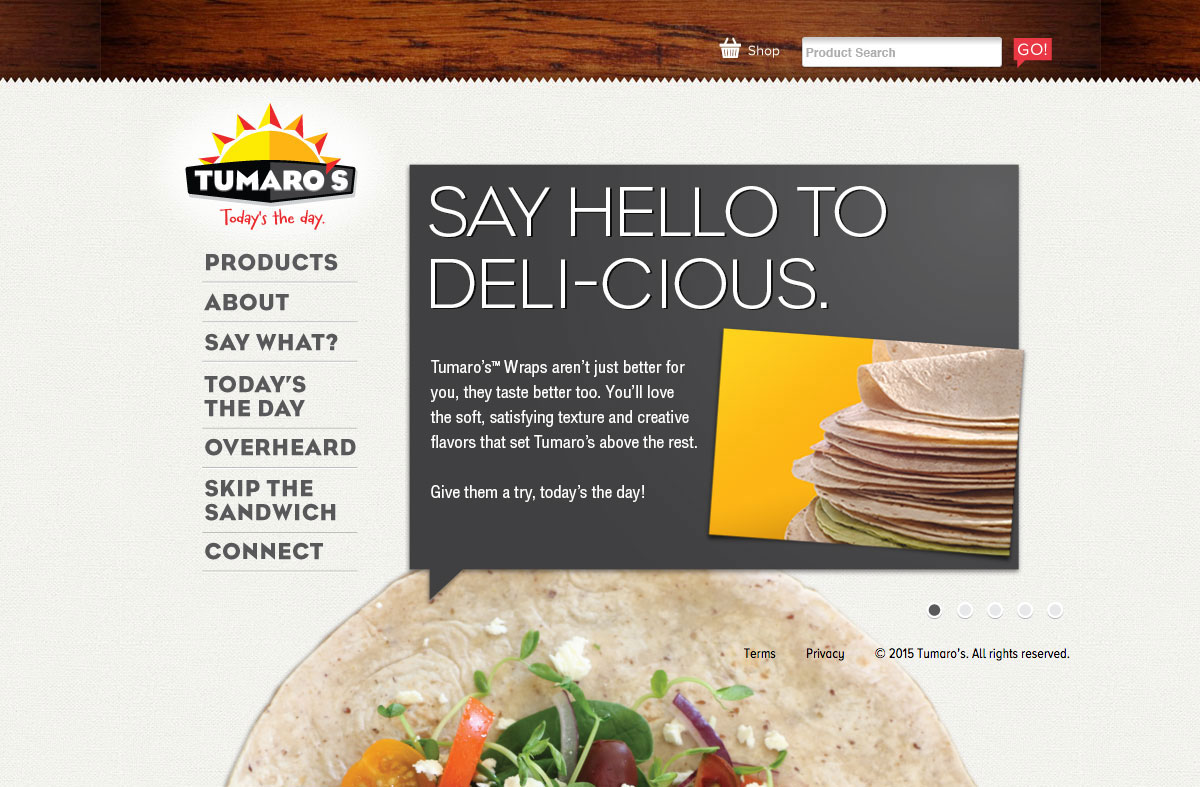 Shop
Product Search
GO!
TUMARO'S
Today's the day.
PRODUCTS
ABOUT
SAY WHAT?
TODAY'S
THE DAY
OVERHEARD
SKIP THE
SANDWICH
CONNECT
SAY HELLO TO
DELI-CIOUS.
Tumaro's™ Wraps aren't just better for
you, they taste better too. You'll love
the soft, satisfying texture and creative
flavors that set Tumaro's above the rest.
Give them a try, today's the day!
Terms
Privacy
© 2015 Tumaro's. All rights reserved.